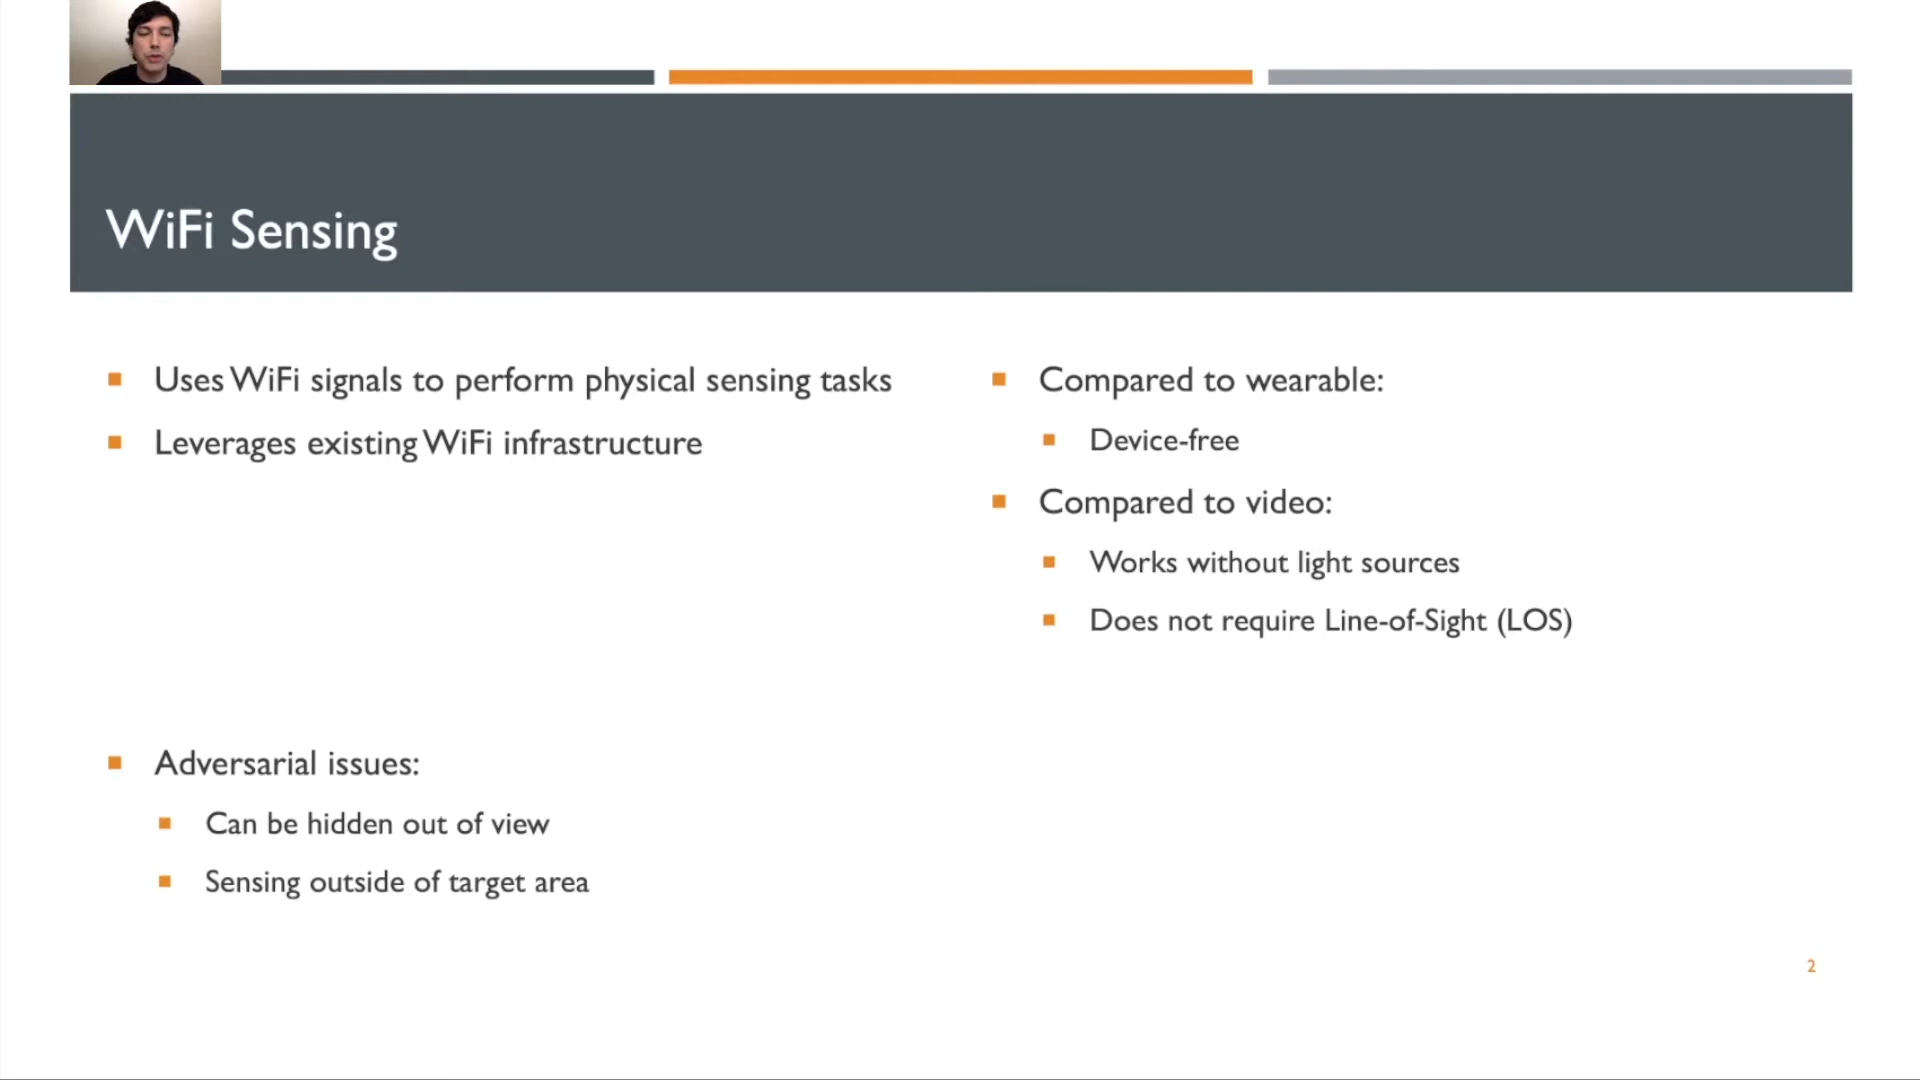 WiFi Sensing
Uses WiFi signals to perform physical sensing tasks
Leverages existing WiFi infrastructure
Adversarial issues:
Can be hidden out of view
Sensing outside of target area
Compared to wearable:
Device-free
Compared to video:
Works without light sources
Does not require Line-of-Sight (LOS)
2